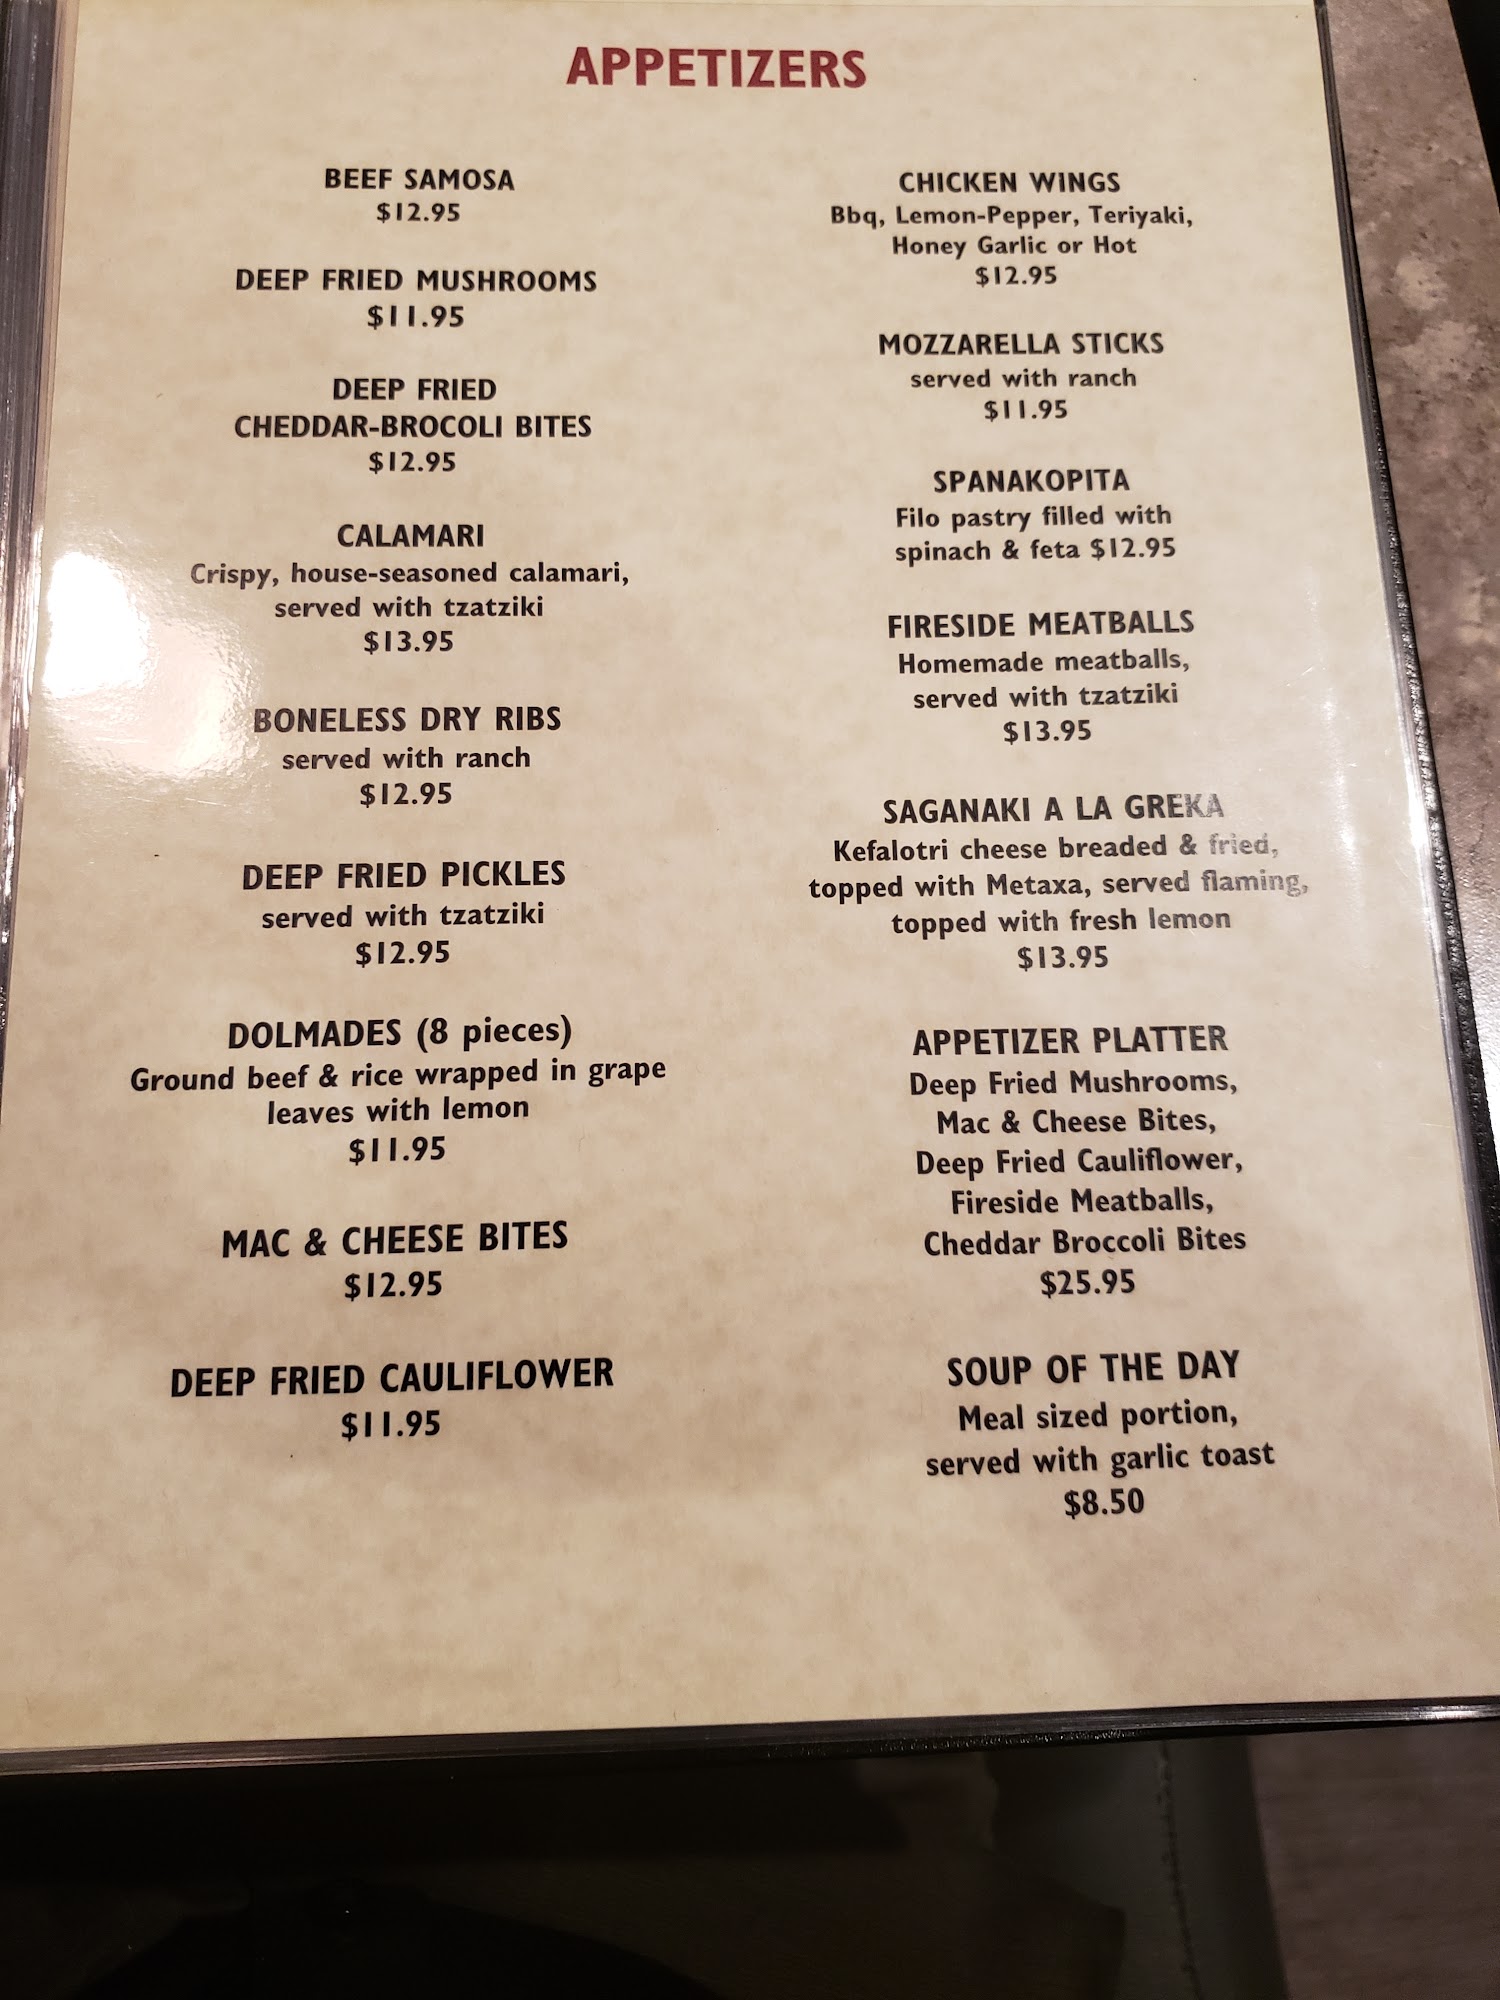 APPETIZERS
BEEF SAMOSA
$12.95
DEEP FRIED MUSHROOMS
$11.95
DEEP FRIED
CHEDDAR-BROCOLI BITES
$12.95
CALAMARI
Crispy, house-seasoned calamari,
served with tzatziki
$13.95
BONELESS DRY RIBS
served with ranch
$12.95
DEEP FRIED PICKLES
served with tzatziki
$12.95
DOLMADES (8 pieces)
Ground beef & rice wrapped in grape
leaves with lemon
$11.95
MAC & CHEESE BITES
$12.95
DEEP FRIED CAULIFLOWER
$11.95
CHICKEN WINGS
Bbq, Lemon-Pepper, Teriyaki,
Honey Garlic or Hot
$12.95
MOZZARELLA STICKS
served with ranch
$11.95
SPANAKOPITA
Filo pastry filled with
spinach & feta $12.95
FIRESIDE MEATBALLS
Homemade meatballs,
served with tzatziki
$13.95
SAGANAKI A LA GREKA
Kefalotri cheese breaded & fried,
topped with Metaxa, served flaming,
topped with fresh lemon
$13.95
APPETIZER PLATTER
Deep Fried Mushrooms,
Mac & Cheese Bites,
Deep Fried Cauliflower,
Fireside Meatballs,
Cheddar Broccoli Bites
$25.95
SOUP OF THE DAY
Meal sized portion,
served with garlic toast
$8.50